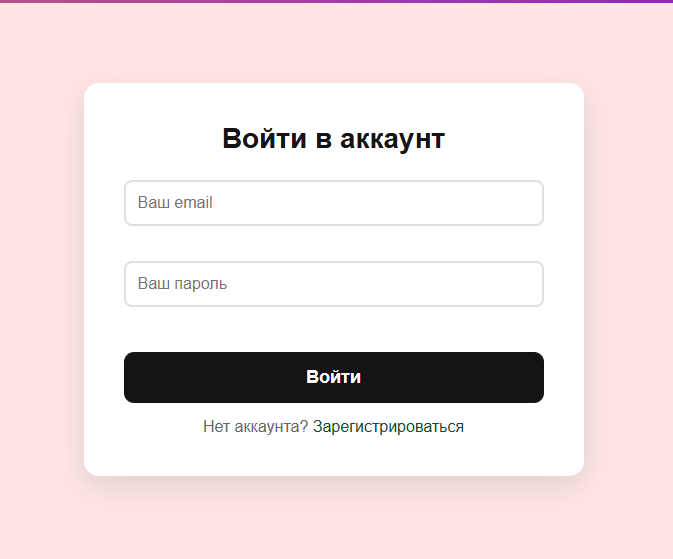 Войти в аккаунт
Ваш email
Ваш пароль
Войти
Нет аккаунта? Зарегистрироваться